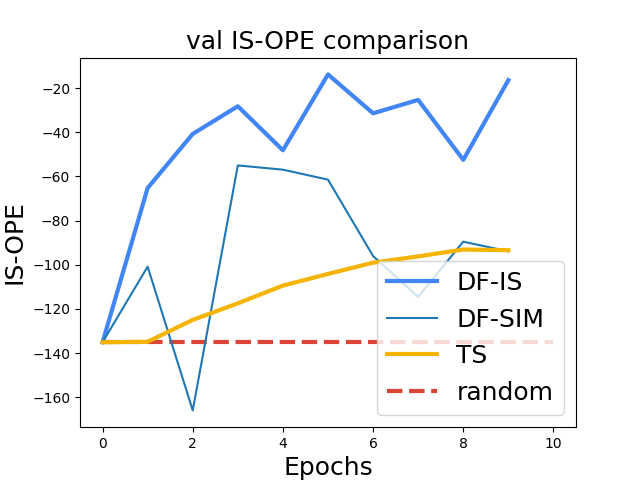 val IS-OPE comparison
IS-OPE
−20
−40
−60
−80
−100
−120
−140
−160
DF-IS
DF-SIM
TS
random
0 2 4 6 8 10
Epochs